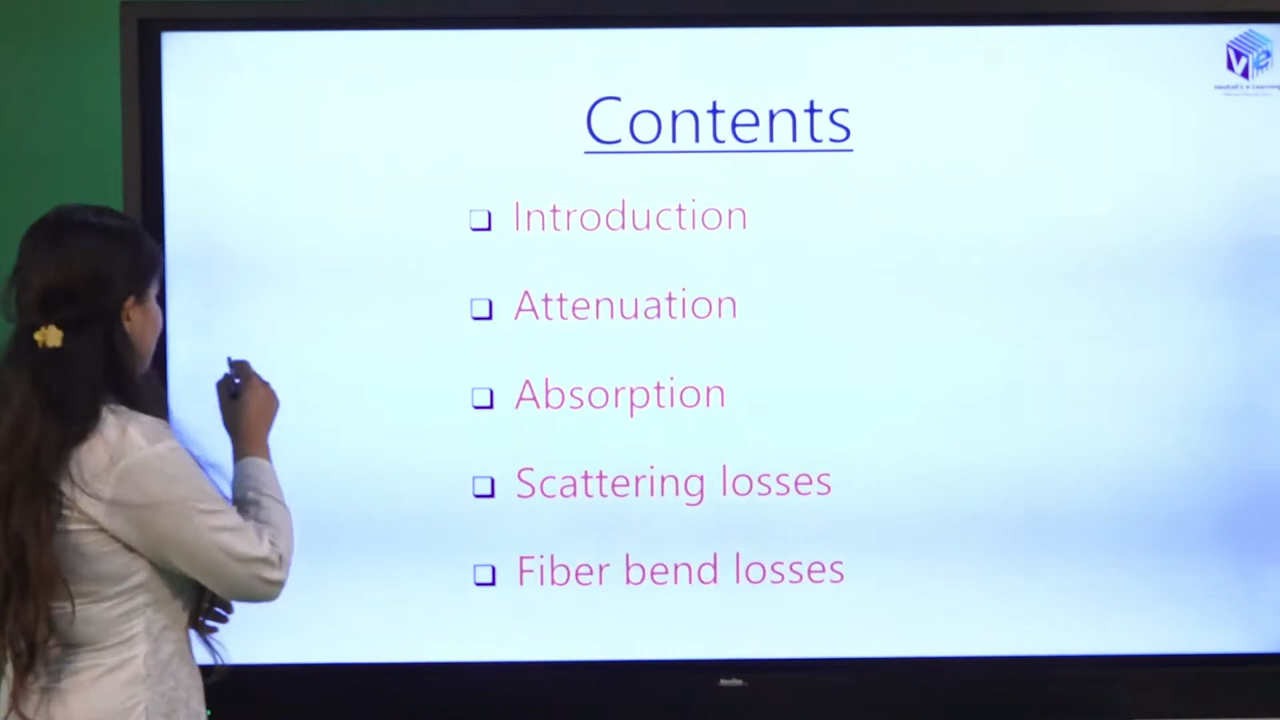 Contents
Introduction
Attenuation
Absorption
Scattering losses
Fiber bend losses